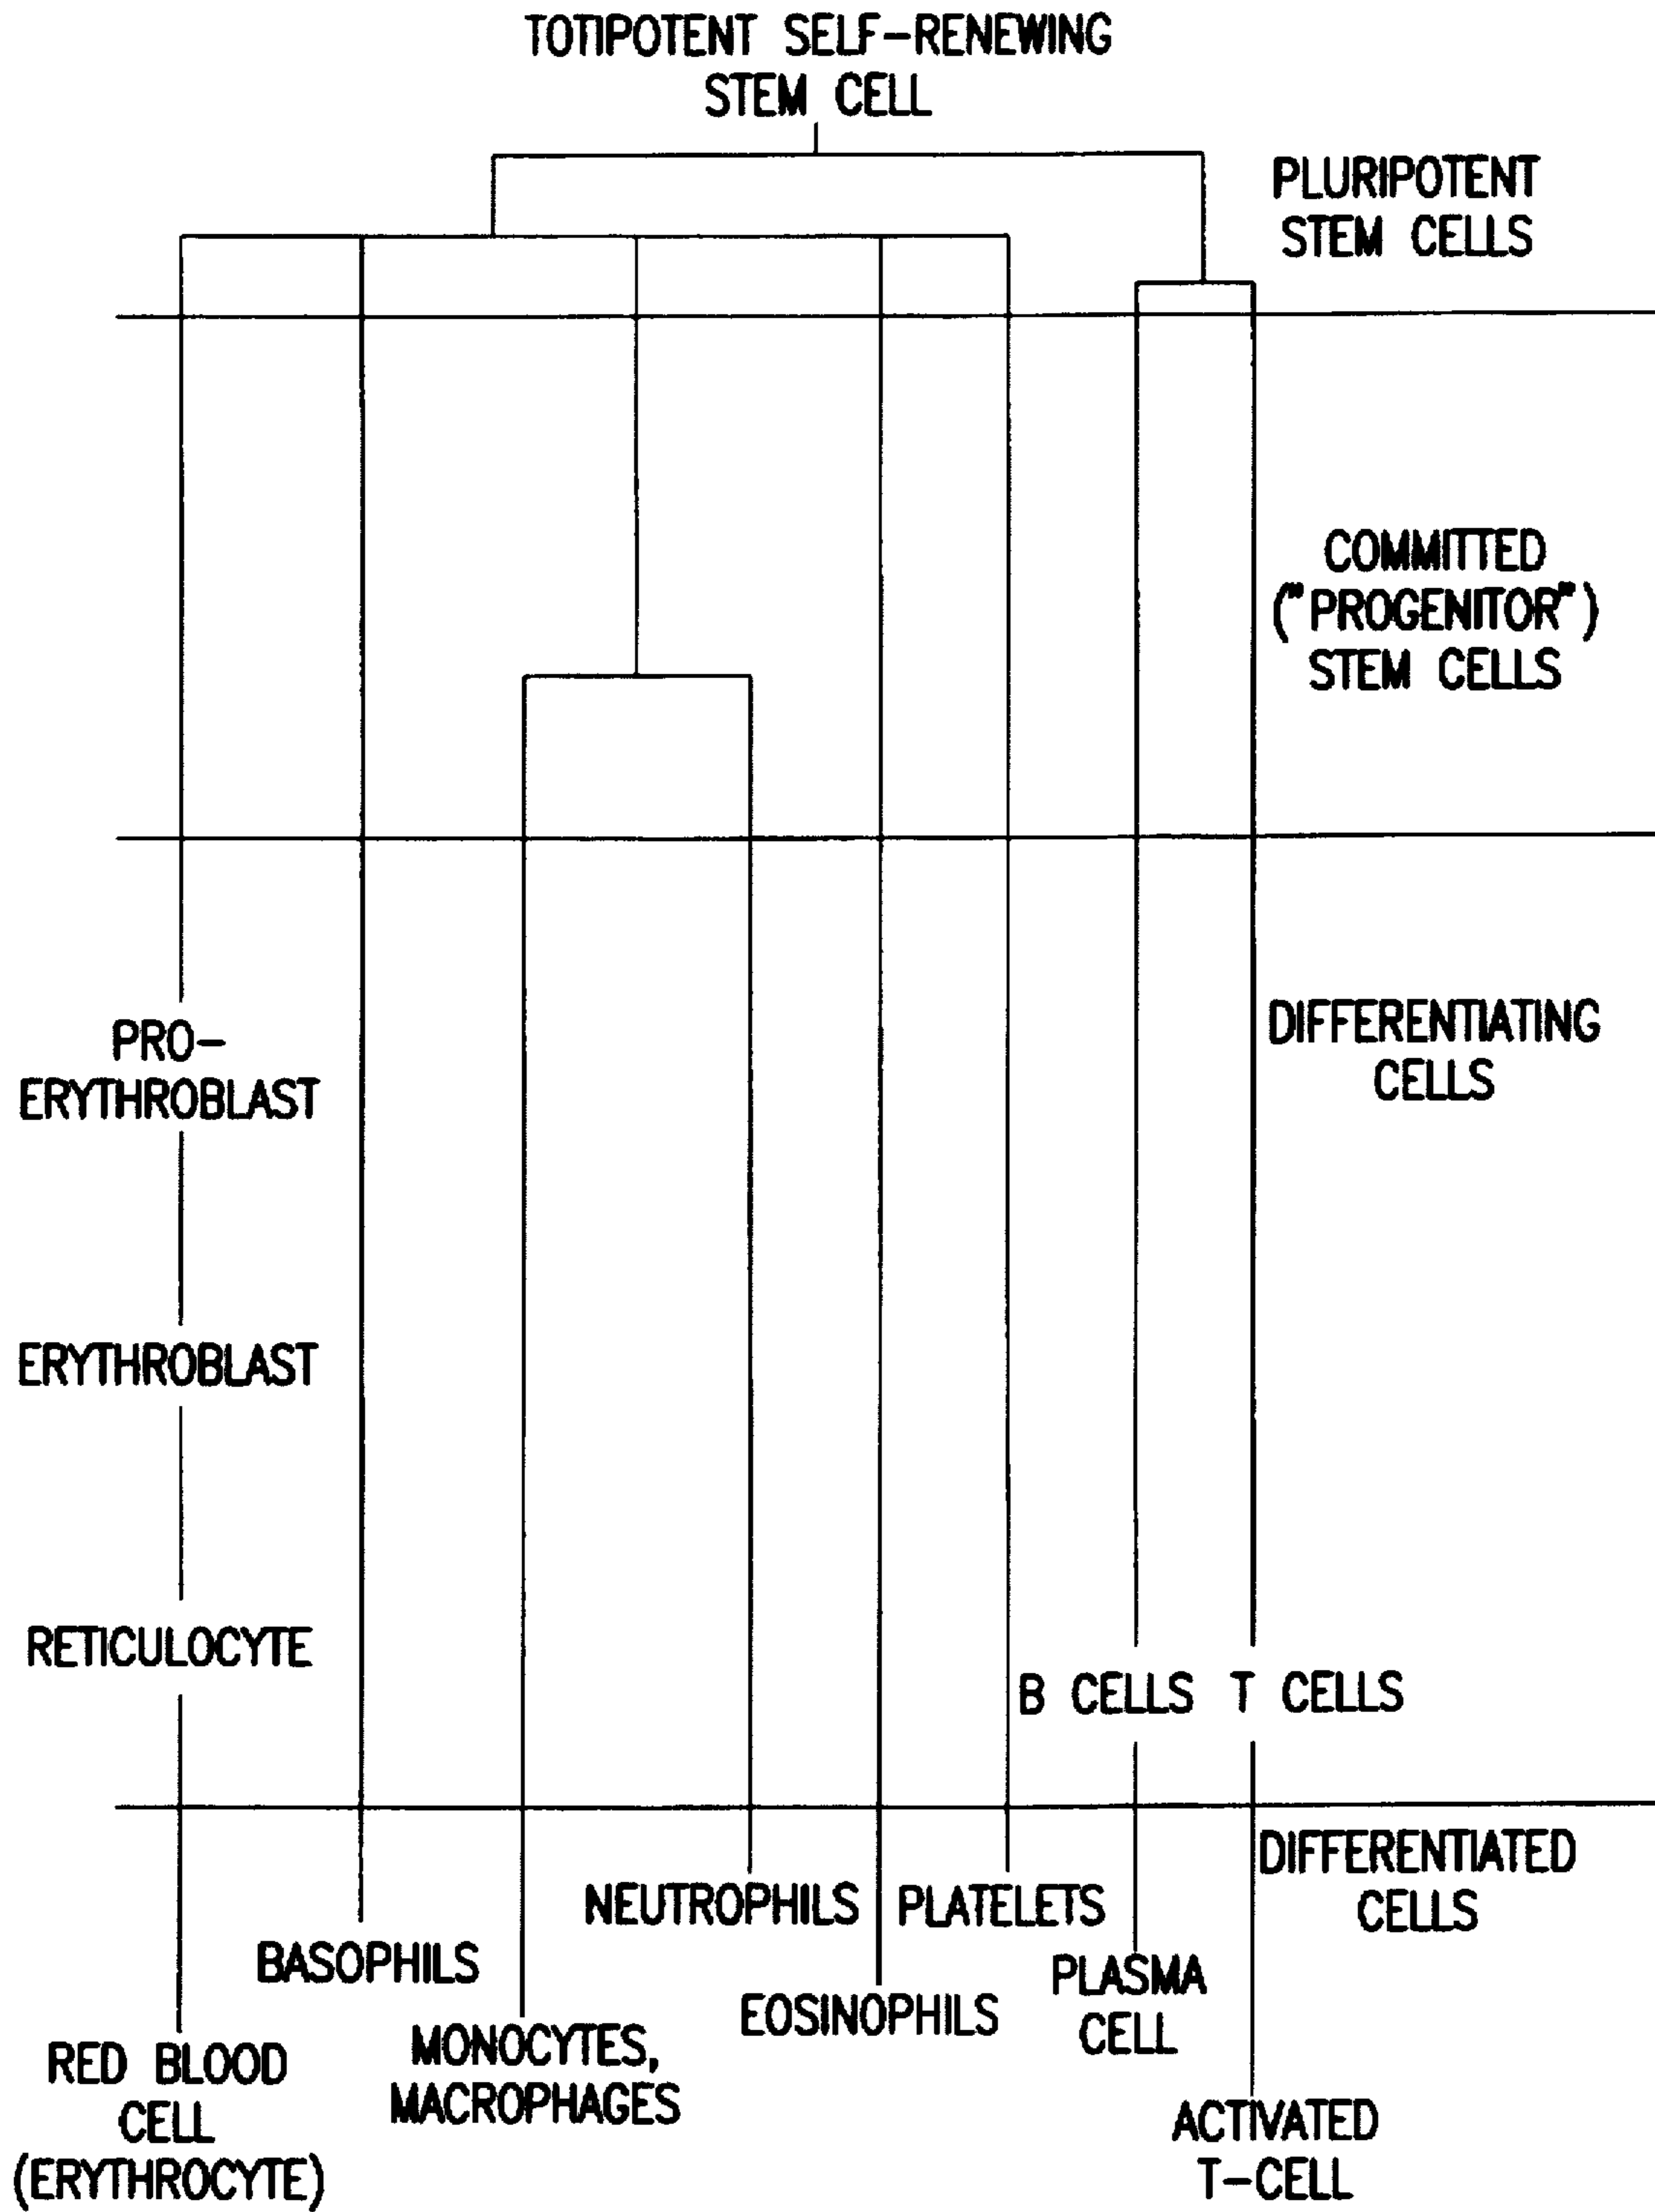 TOTIPOTENT SELF-RENEWING
STEM CELL
PLURIPOTENT
STEM CELLS
COMMITTED
("PROGENITOR")
STEM CELLS
PRO-
ERYTHROBLAST
DIFFERENTIATING
CELLS
ERYTHROBLAST
RETICULOCYTE
B CELLS T CELLS
DIFFERENTIATED
CELLS
NEUTROPHILS
PLATELETS
BASOPHILS
EOSINOPHILS
PLASMA
CELL
MONOCYTES,
MACROPHAGES
RED BLOOD
CELL
(ERYTHROCYTE)
ACTIVATED
T-CELL